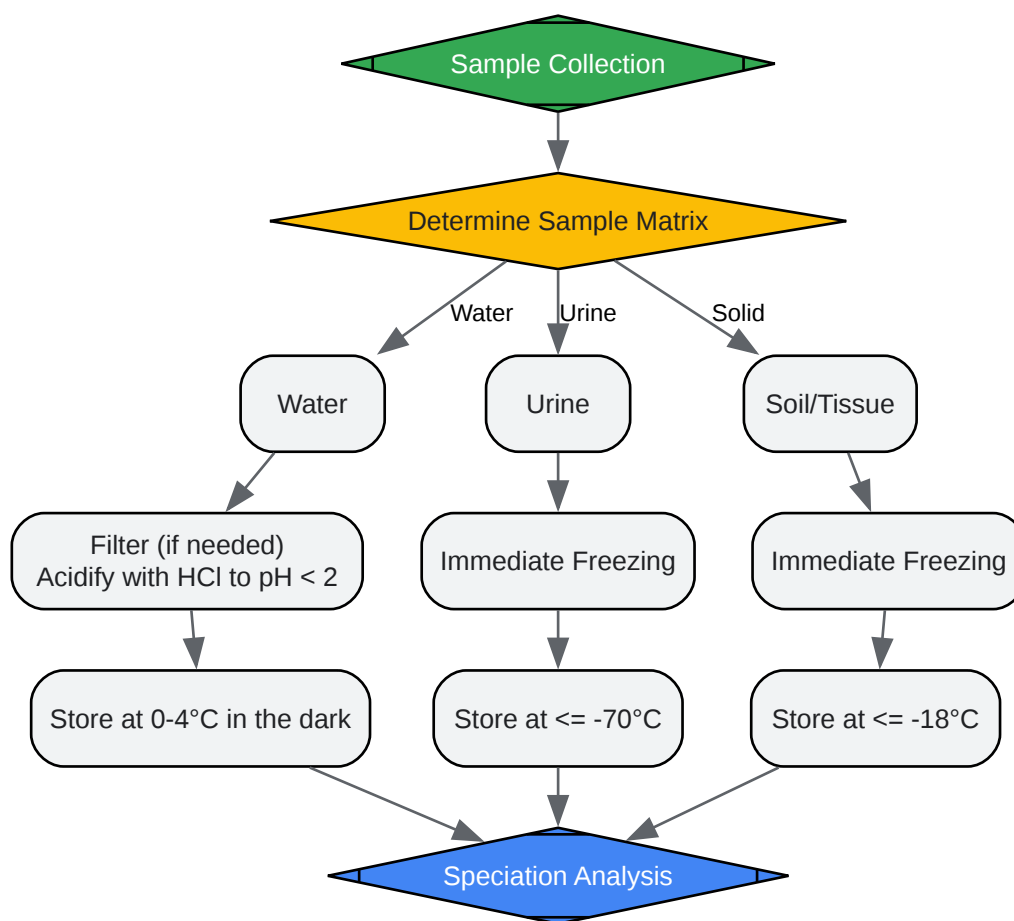 Sample Collection
Determine Sample Matrix
Water
Urine
Solid
Water
Urine
Soil/Tissue
Filter (if needed)
Acidify with HCl to pH < 2
Immediate Freezing
Immediate Freezing
Store at 0-4°C in the dark
Store at <= -70°C
Store at <= -18°C
Speciation Analysis